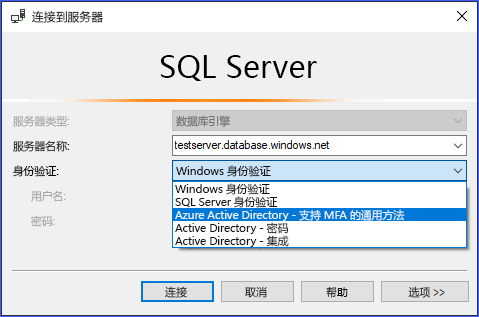 连接到服务器
SQL Server
服务器类型:
数据库引擎
服务器名称:
testserver.database.windows.net
身份验证:
Windows 身份验证
Windows 身份验证
用户名:
SQL Server 身份验证
Azure Active Directory - 支持 MFA 的通用方法
密码:
Active Directory - 密码
Active Directory - 集成
连接
取消
帮助
选项 >>